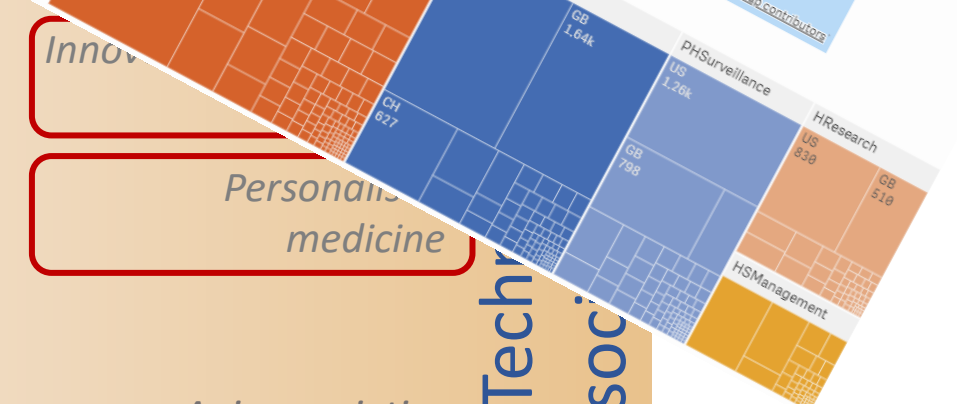 contributors
GB
1,64k
CH
627
PHSurveillance
US
1,26k
GB
798
HResearch
US
830
GB
510
HSManagement
Personalis
medicine
Innov
Techn
soci